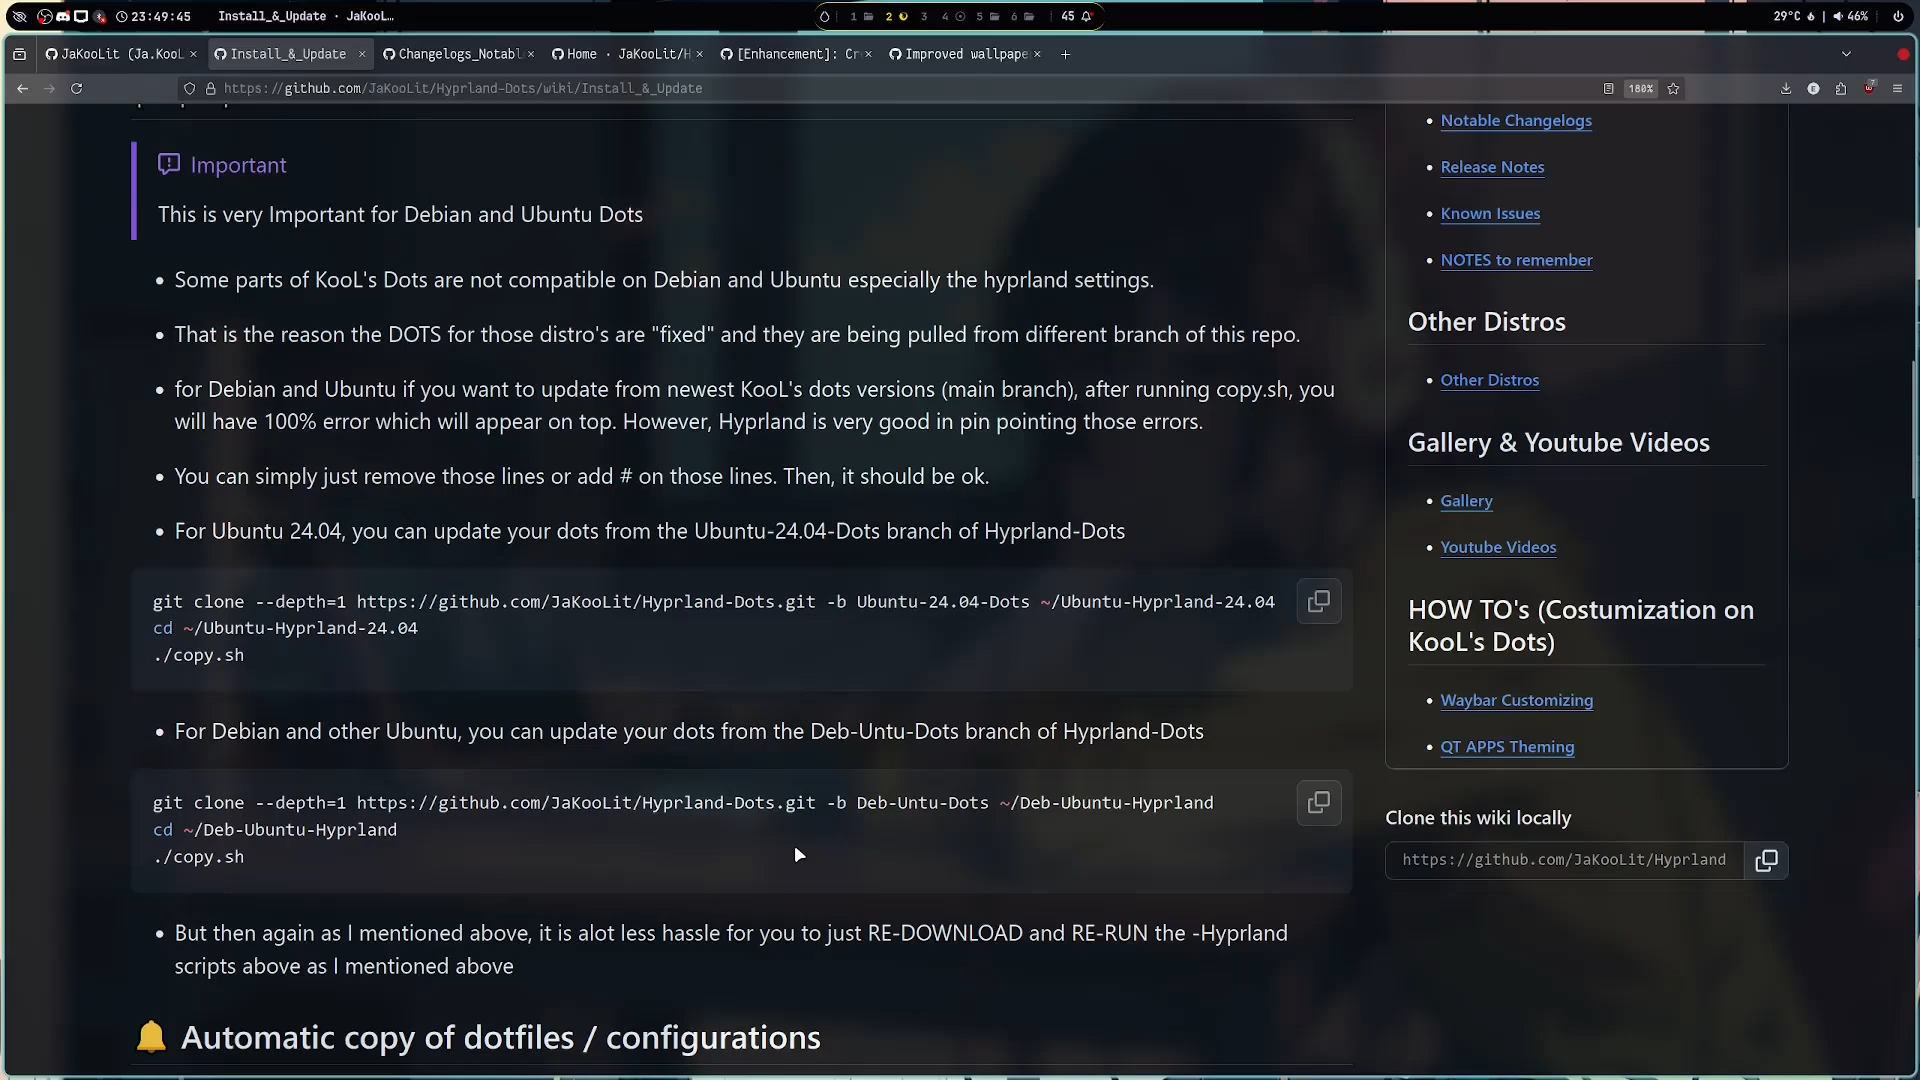 23:49:45
Install_&_Update · JaKooL…
1 2 3 4 5 6
45
29°C
46%
JaKooLit (Ja.KooL
Install_&_Update
Changelogs_Notabl
Home · JaKooLit/H
[Enhancement]: Cr
Improved wallpape
https://github.com/JaKooLit/Hyprland-Dots/wiki/Install_&_Update
180%
Important
This is very Important for Debian and Ubuntu Dots
• Some parts of KooL's Dots are not compatible on Debian and Ubuntu especially the hyprland settings.
• That is the reason the DOTS for those distro's are "fixed" and they are being pulled from different branch of this repo.
• for Debian and Ubuntu if you want to update from newest KooL's dots versions (main branch), after running copy.sh, you
will have 100% error which will appear on top. However, Hyprland is very good in pin pointing those errors.
• You can simply just remove those lines or add # on those lines. Then, it should be ok.
• For Ubuntu 24.04, you can update your dots from the Ubuntu-24.04-Dots branch of Hyprland-Dots
git clone --depth=1 https://github.com/JaKooLit/Hyprland-Dots.git -b Ubuntu-24.04-Dots ~/Ubuntu-Hyprland-24.04
cd ~/Ubuntu-Hyprland-24.04
./copy.sh
• For Debian and other Ubuntu, you can update your dots from the Deb-Untu-Dots branch of Hyprland-Dots
git clone --depth=1 https://github.com/JaKooLit/Hyprland-Dots.git -b Deb-Untu-Dots ~/Deb-Ubuntu-Hyprland
cd ~/Deb-Ubuntu-Hyprland
./copy.sh
• But then again as I mentioned above, it is alot less hassle for you to just RE-DOWNLOAD and RE-RUN the -Hyprland
scripts above as I mentioned above
Automatic copy of dotfiles / configurations
• Notable Changelogs
• Release Notes
• Known Issues
• NOTES to remember
Other Distros
• Other Distros
Gallery & Youtube Videos
• Gallery
• Youtube Videos
HOW TO's (Costumization on
KooL's Dots)
• Waybar Customizing
• QT APPS Theming
Clone this wiki locally
https://github.com/JaKooLit/Hyprland